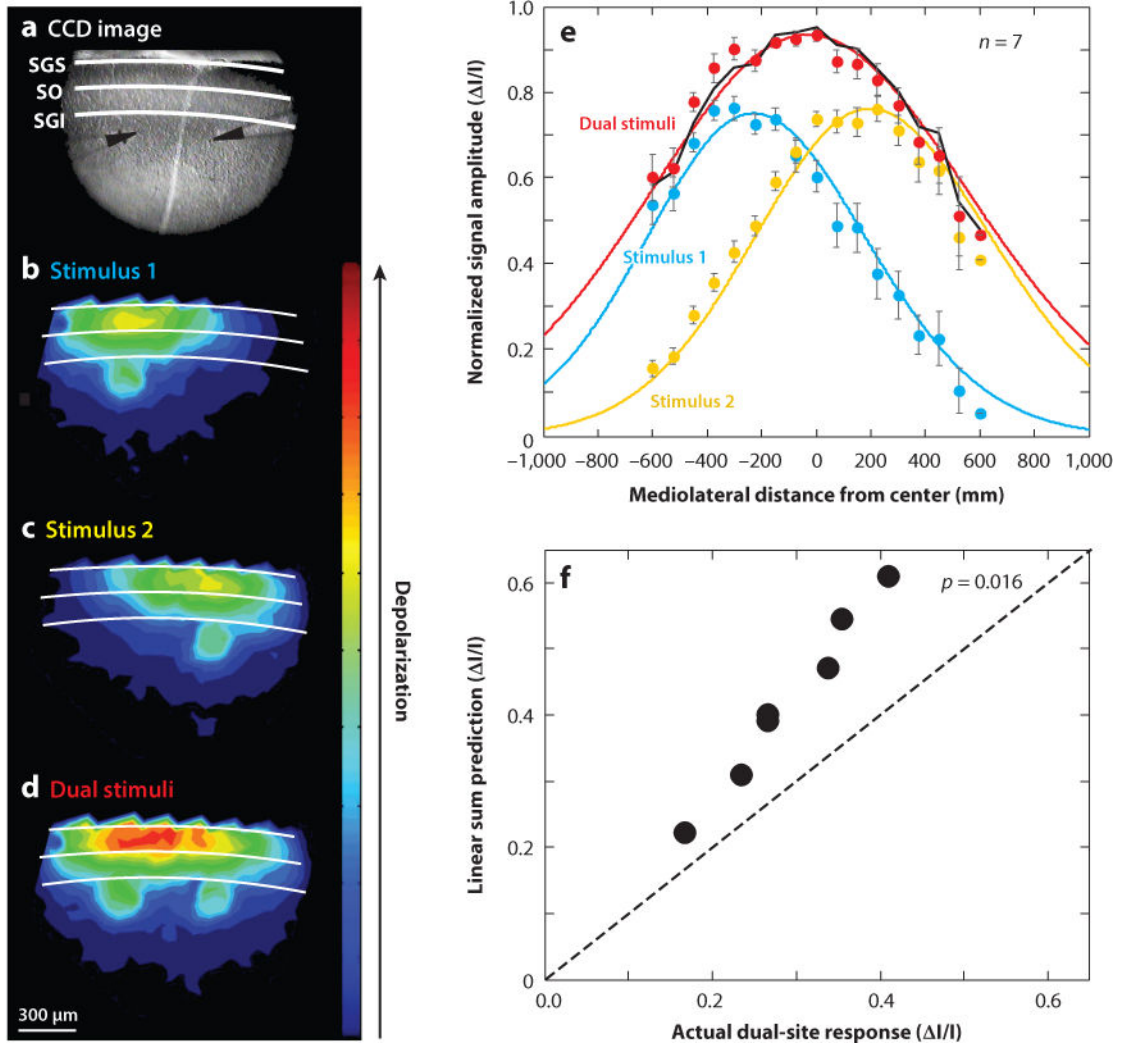 a CCD image
SGS
SO
SGI
b Stimulus 1
c Stimulus 2
d Dual stimuli
300 µm
Depolarization
e
n = 7
1.0
0.8
0.6
0.4
0.2
0
Normalized signal amplitude (ΔI/I)
Dual stimuli
Stimulus 1
Stimulus 2
–1,000 –800 –600 –400 –200 0 200 400 600 800 1,000
Mediolateral distance from center (mm)
f
p = 0.016
0.6
0.4
0.2
0
Linear sum prediction (ΔI/I)
0.0 0.2 0.4 0.6
Actual dual-site response (ΔI/I)